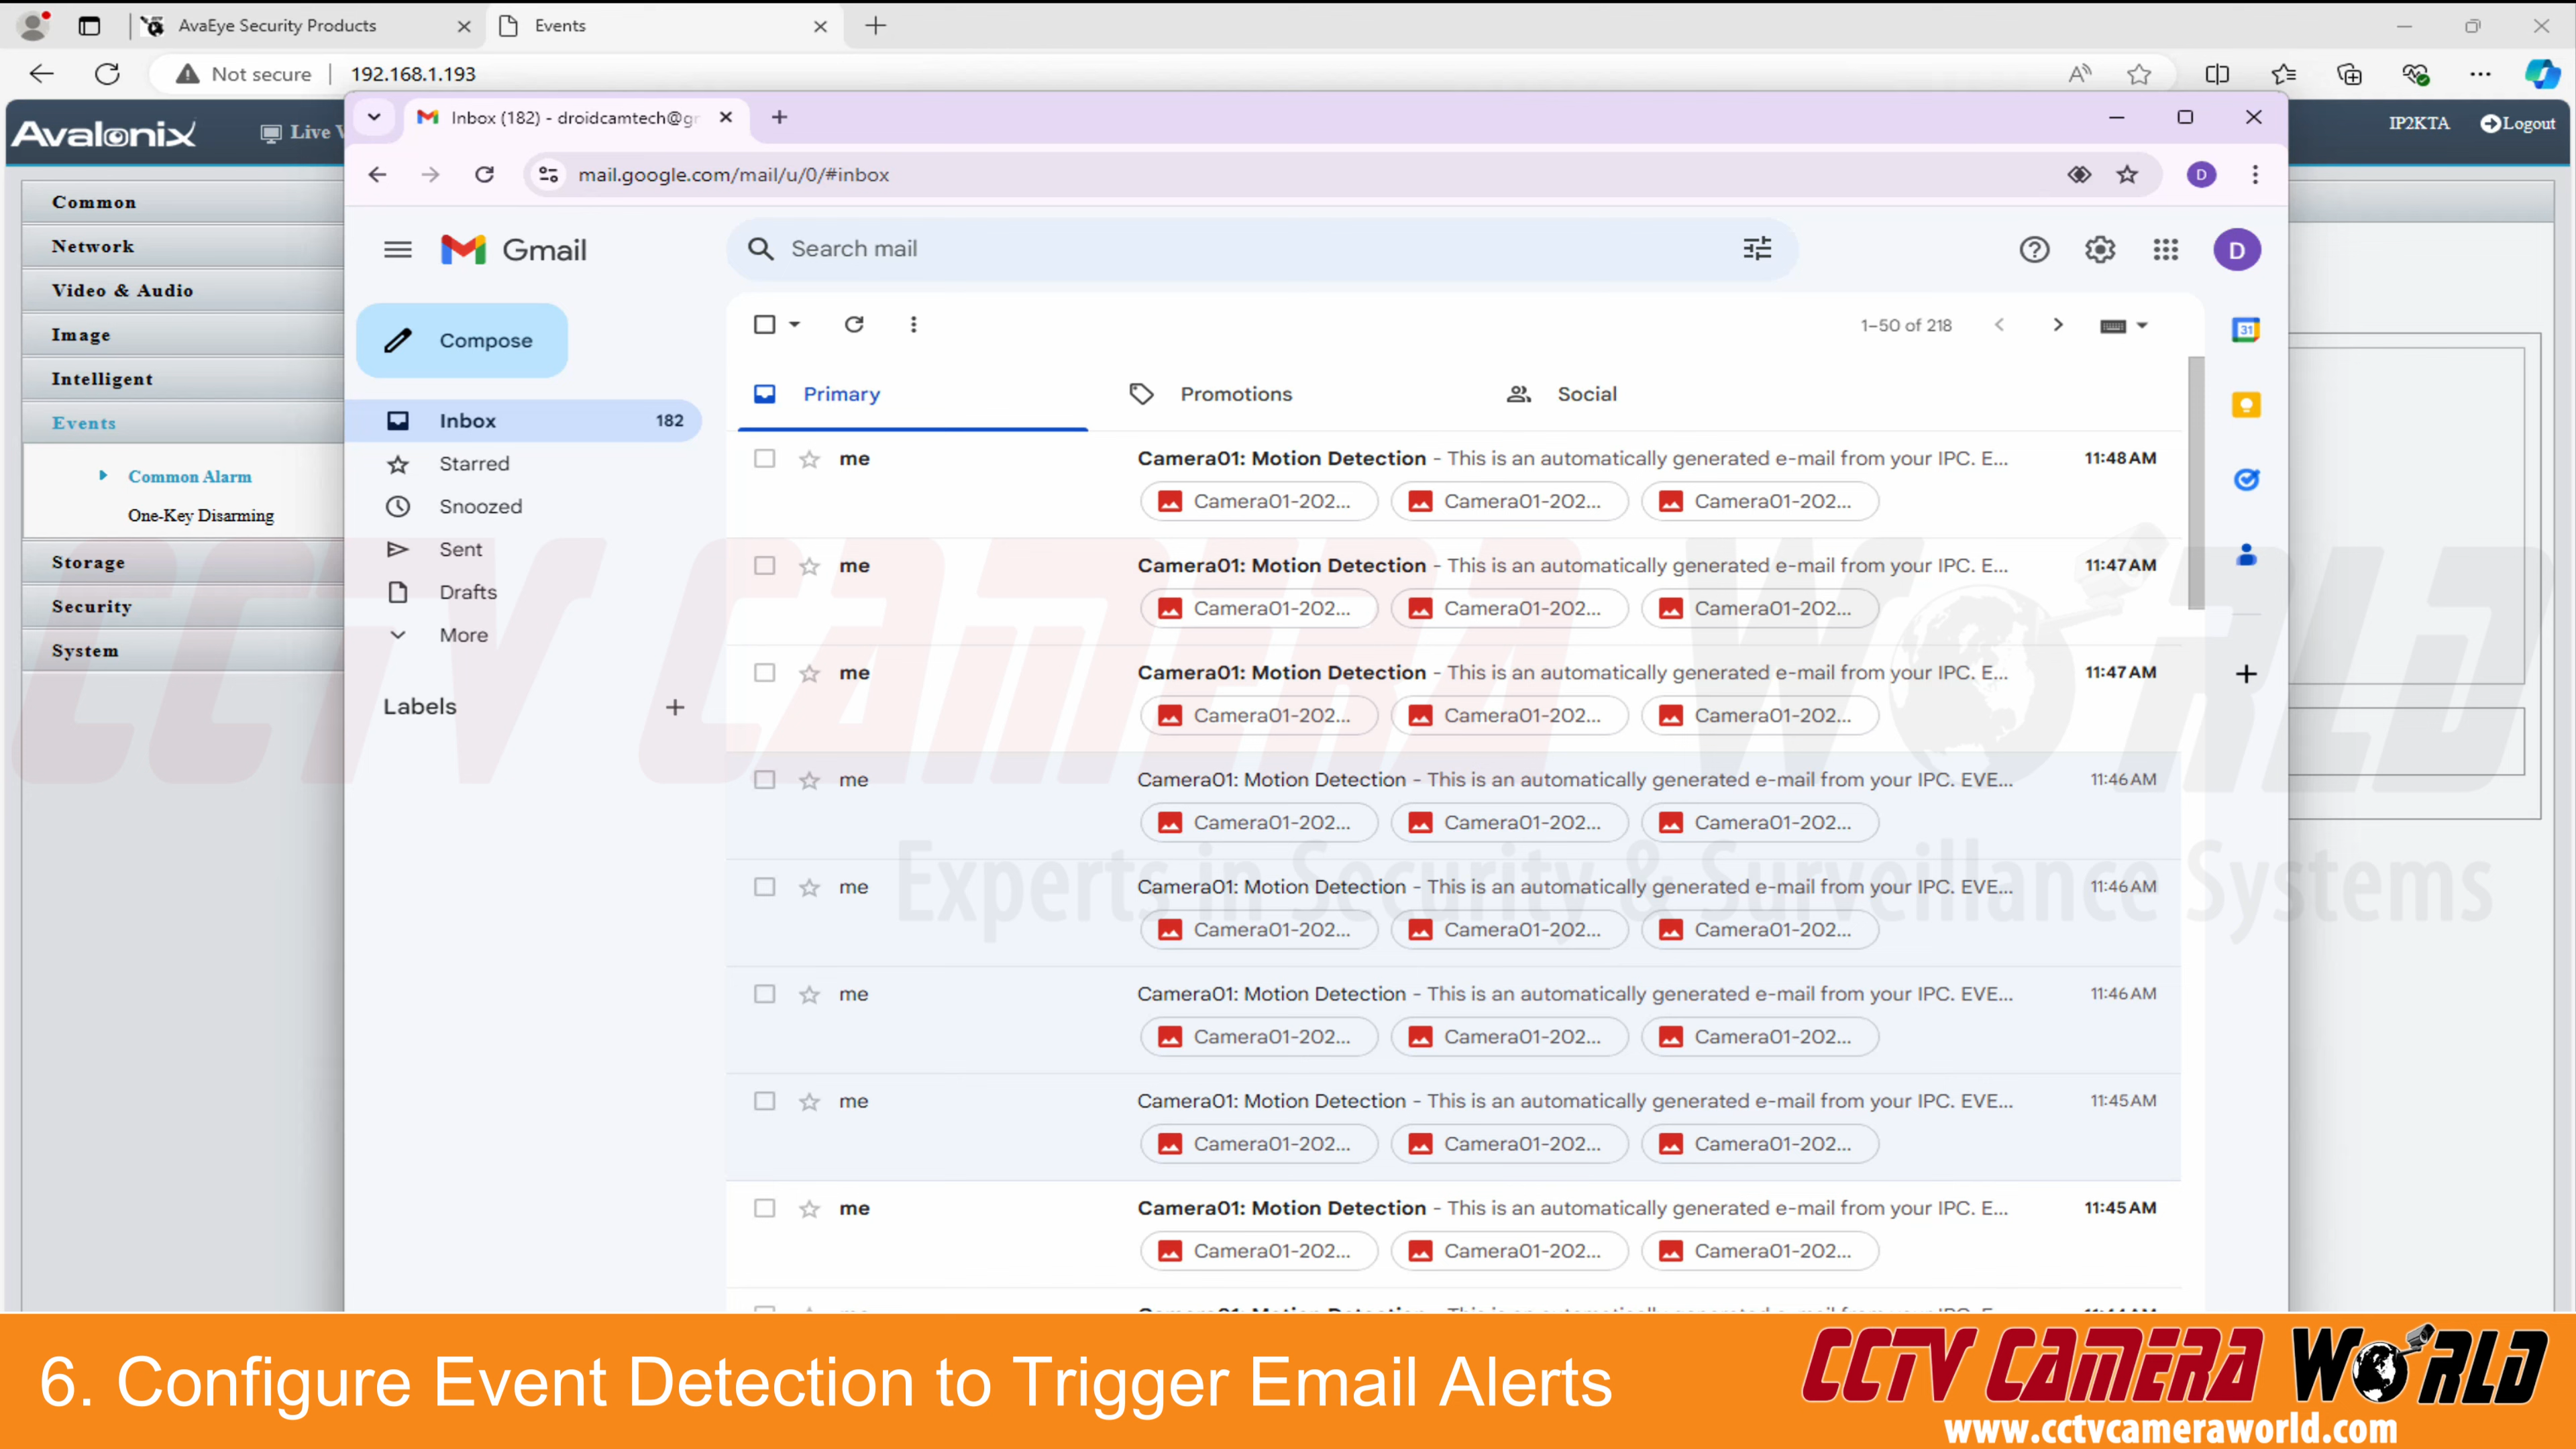 AvaEye Security Products
Events
Not secure
192.168.1.193
Avalonix
Live V
IP2KTA
Logout
Inbox (182) - droidcamtech@g
mail.google.com/mail/u/0/#inbox
Common
Network
Video & Audio
Image
Intelligent
Events
Common Alarm
One-Key Disarming
Storage
Security
System
Gmail
Search mail
D
D
Compose
Inbox 182
Starred
Snoozed
Sent
Drafts
More
Labels
1–50 of 218
31
Primary
Promotions
Social
me Camera01: Motion Detection - This is an automatically generated e-mail from your IPC. E... 11:48 AM
Camera01-202... Camera01-202... Camera01-202...
me Camera01: Motion Detection - This is an automatically generated e-mail from your IPC. E... 11:47 AM
Camera01-202... Camera01-202... Camera01-202...
me Camera01: Motion Detection - This is an automatically generated e-mail from your IPC. E... 11:47 AM
Camera01-202... Camera01-202... Camera01-202...
me Camera01: Motion Detection - This is an automatically generated e-mail from your IPC. EVE... 11:46 AM
Camera01-202... Camera01-202... Camera01-202...
me Camera01: Motion Detection - This is an automatically generated e-mail from your IPC. EVE... 11:46 AM
Camera01-202... Camera01-202... Camera01-202...
me Camera01: Motion Detection - This is an automatically generated e-mail from your IPC. EVE... 11:46 AM
Camera01-202... Camera01-202... Camera01-202...
me Camera01: Motion Detection - This is an automatically generated e-mail from your IPC. EVE... 11:45 AM
Camera01-202... Camera01-202... Camera01-202...
me Camera01: Motion Detection - This is an automatically generated e-mail from your IPC. E... 11:45 AM
Camera01-202... Camera01-202... Camera01-202...
CCTV CAMERA WORLD
Experts in Security & Surveillance Systems
6. Configure Event Detection to Trigger Email Alerts
CCTV CAMERA WORLD
www.cctvcameraworld.com